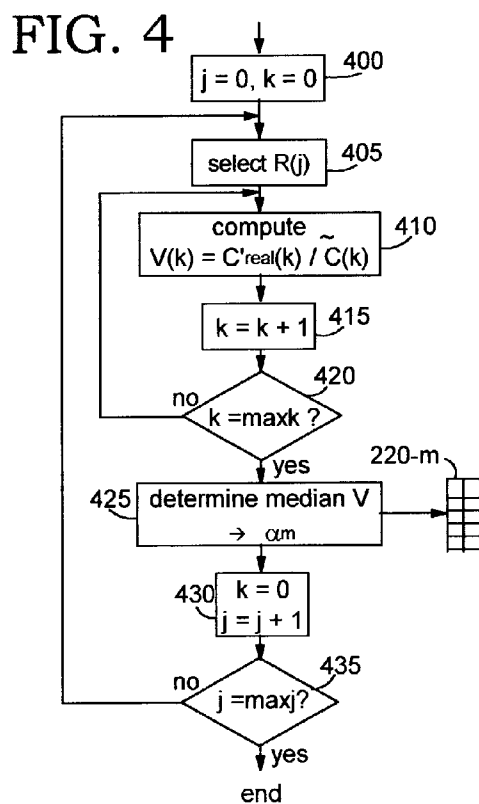 FIG. 4
j = 0, k = 0
400
select R(j)
405
compute
V(k) = C'real(k) / C̃(k)
410
k = k + 1
415
420
no
k =maxk ?
yes
220-m
425
determine median V
→ αm
430
k = 0
j = j + 1
435
no
j =maxj?
yes
end